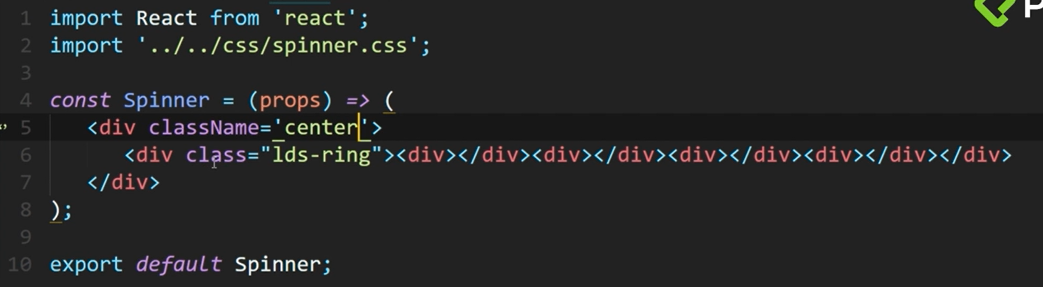 1 import React from 'react';
2 import '../../css/spinner.css';
3
4 const Spinner = (props) => (
5 <div className='center'>
6 <div class="lds-ring"><div></div><div></div><div></div><div></div></div>
7 </div>
8 );
9
10 export default Spinner;